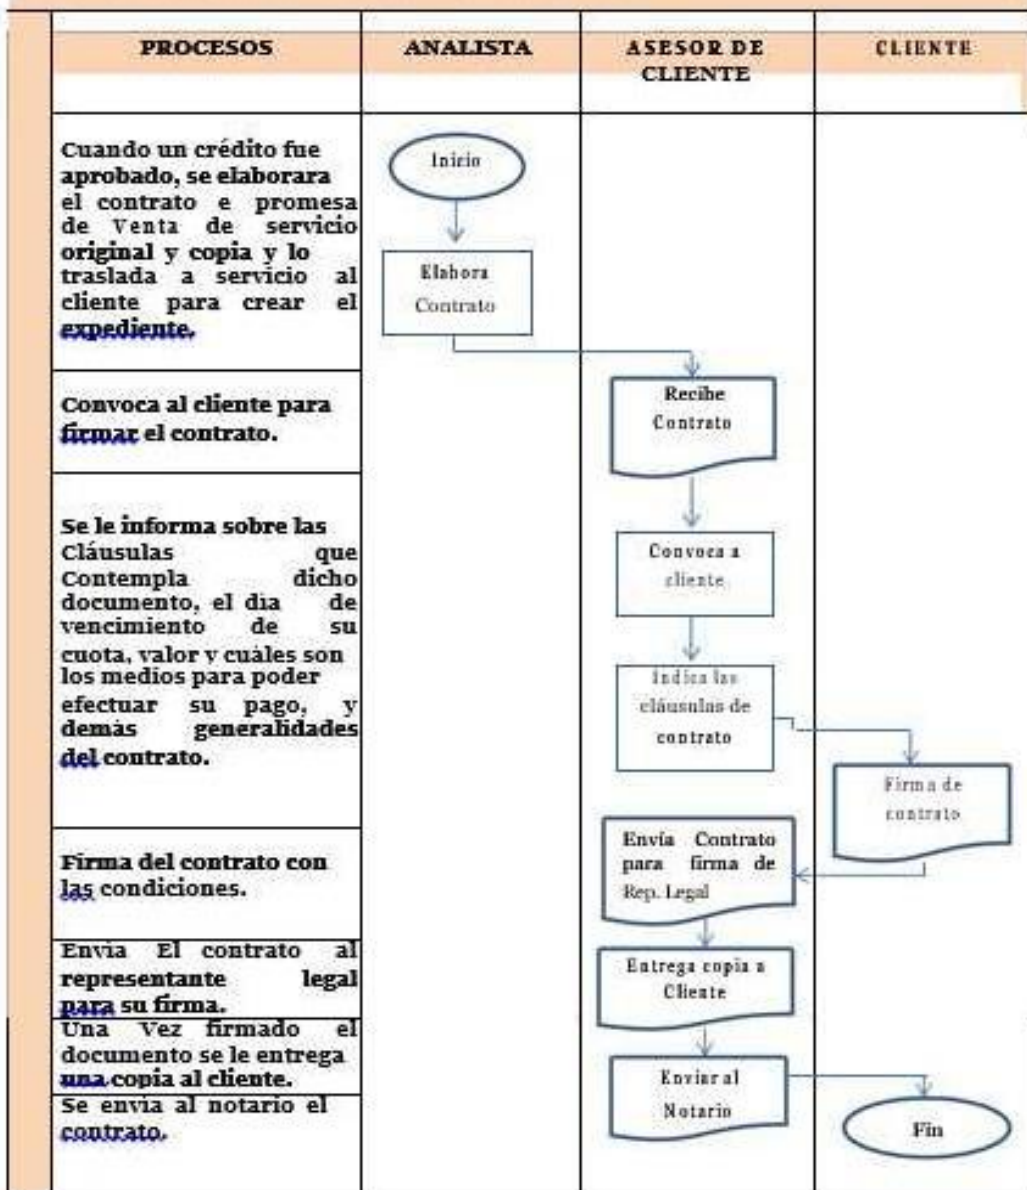 PROCESOS
ANALISTA
ASESOR DE
CLIENTE
CLIENTE
Cuando un crédito fue
aprobado, se elaborara
el contrato e promesa
de Venta de servicio
original y copia y lo
traslada a servicio al
cliente para crear el
expediente.
Inicio
Elabora
Contrato
Convoca al cliente para
firmar el contrato.
Recibe
Contrato
Se le informa sobre las
Cláusulas que
Contempla dicho
documento, el dia de
vencimiento de su
cuota, valor y cuáles son
los medios para poder
efectuar su pago, y
demás generalidades
del contrato.
Convoca a
cliente
Indica las
cláusulas de
contrato
Firma de
contrato
Firma del contrato con
las condiciones.
Envía Contrato
para firma de
Rep. Legal
Envia El contrato al
representante legal
para su firma.
Entrega copia a
Cliente
Una Vez firmado el
documento se le entrega
una copia al cliente.
Se envia al notario el
contrato.
Enviar al
Notario
Fin